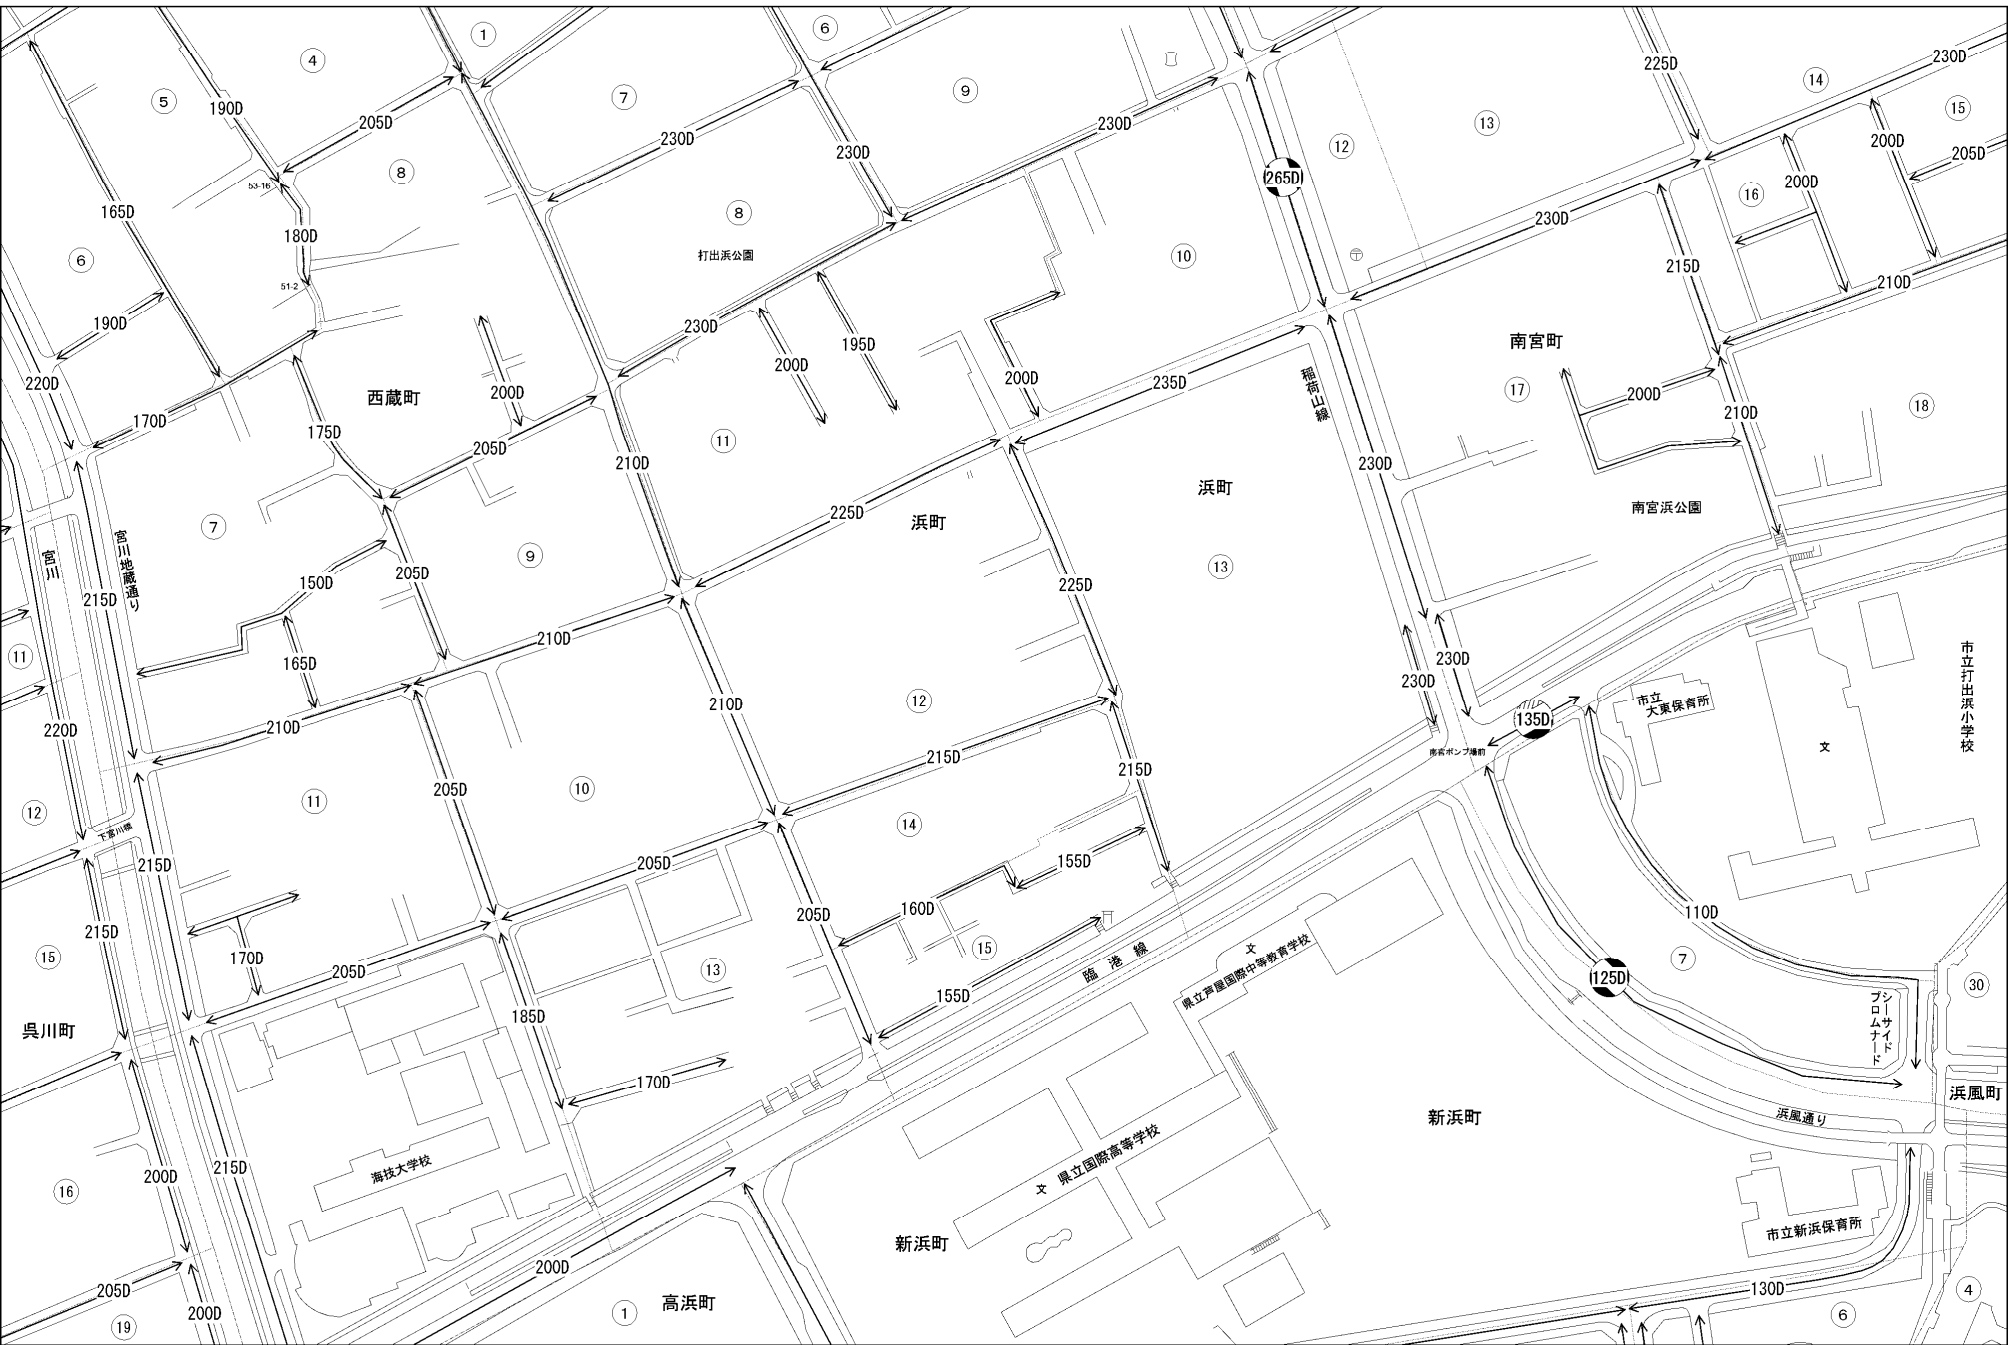 ①
⑥
④
⑤
⑦
⑨
⑭
230D
225D
190D
205D
⑮
⑬
⑫
200D
205D
230D
230D
230D
265D
⑧
53-16
165D
180D
⑧
打出浜公園
⑯
200D
230D
⑥
51-2
⑩
215D
210D
190D
230D
195D
200D
220D
西蔵町
200D
200D
235D
稲荷山線
南宮町
⑰
200D
210D
⑱
170D
175D
205D
⑪
210D
230D
225D
浜町
浜町
南宮浜公園
⑦
⑨
宮川
宮川地蔵通り
215D
150D
205D
225D
⑬
⑪
165D
210D
210D
⑫
230D
230D
220D
210D
135D
南宮ポンプ場前
市立
大東保育所
市立打出浜小学校
文
205D
215D
215D
⑩
⑪
⑫
下宮川橋
⑭
215D
205D
155D
160D
205D
110D
215D
⑮
170D
205D
⑮
⑬
臨港線
文
県立芦屋国際中等教育学校
⑦
125D
㉚
155D
185D
呉川町
シーサイド
プロムナード
170D
浜風町
新浜町
浜風通り
文 県立国際高等学校
海技大学校
200D
215D
⑯
新浜町
市立新浜保育所
200D
205D
200D
130D
高浜町
①
⑲
⑥
④